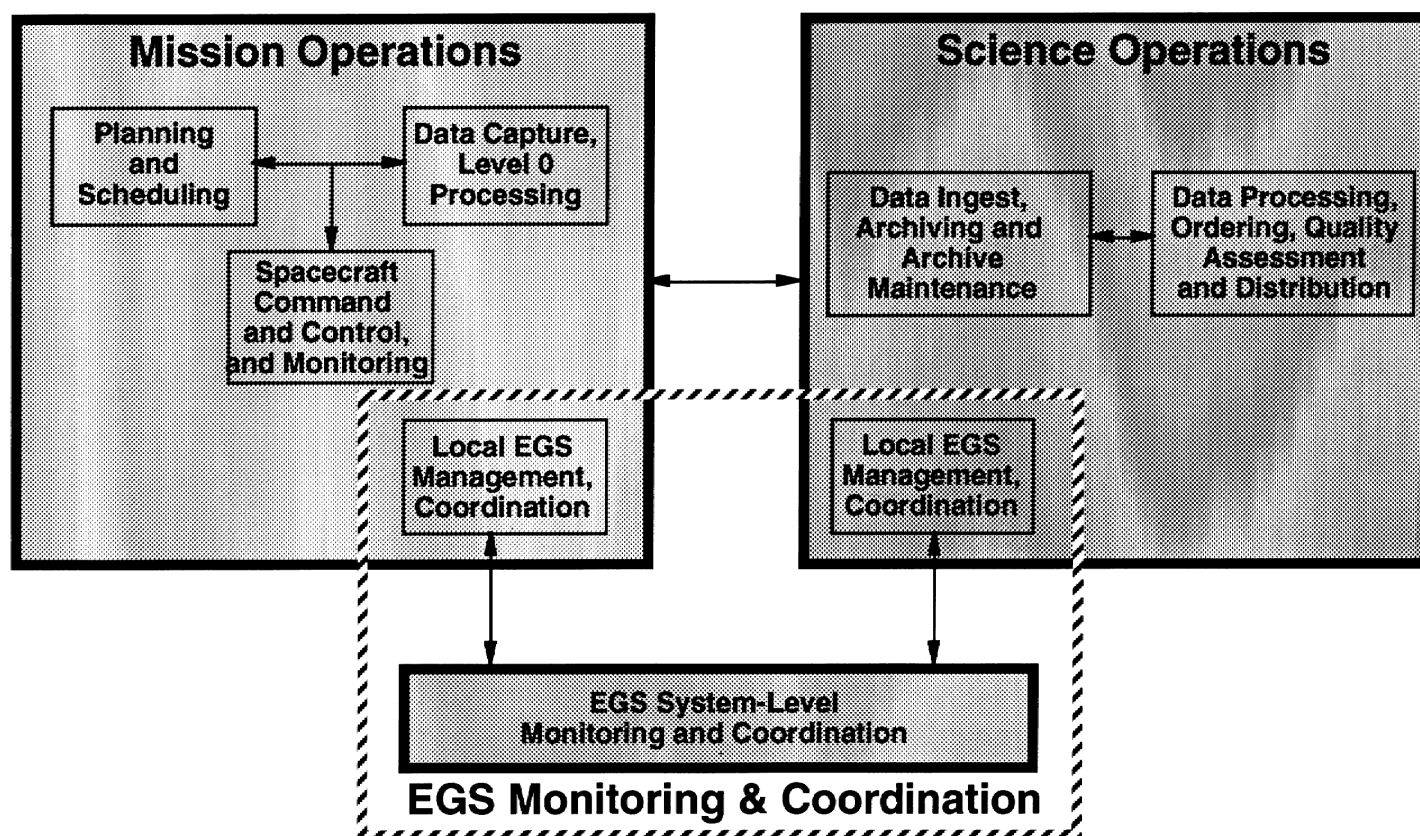 Mission Operations
Planning
and
Scheduling
Data Capture,
Level 0
Processing
Spacecraft
Command
and Control,
and Monitoring
Local EGS
Management,
Coordination
Science Operations
Data Ingest,
Archiving and
Archive
Maintenance
Data Processing,
Ordering, Quality
Assessment
and Distribution
Local EGS
Management,
Coordination
EGS System-Level
Monitoring and Coordination
EGS Monitoring & Coordination